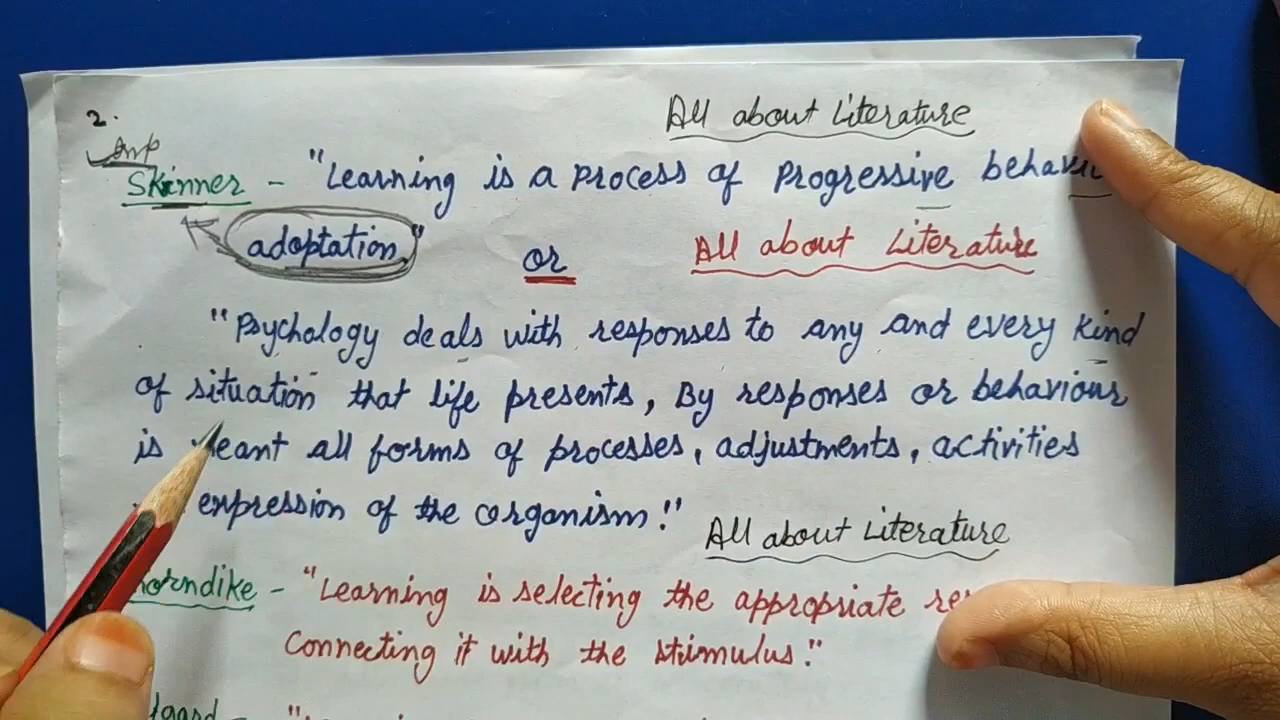 2.
All about Literature
Imp
Skinner - "Learning is a process of Progressive
adoptation"
or
All about Literature
"Psychology deals with responses to any and every kind
of situation that life presents, By responses or behaviour
is meant all forms of processes, adjustments, activities
expression of the organism."
All about Literature
- "Learning is selecting the appropriate
Connecting it with the stimulus."